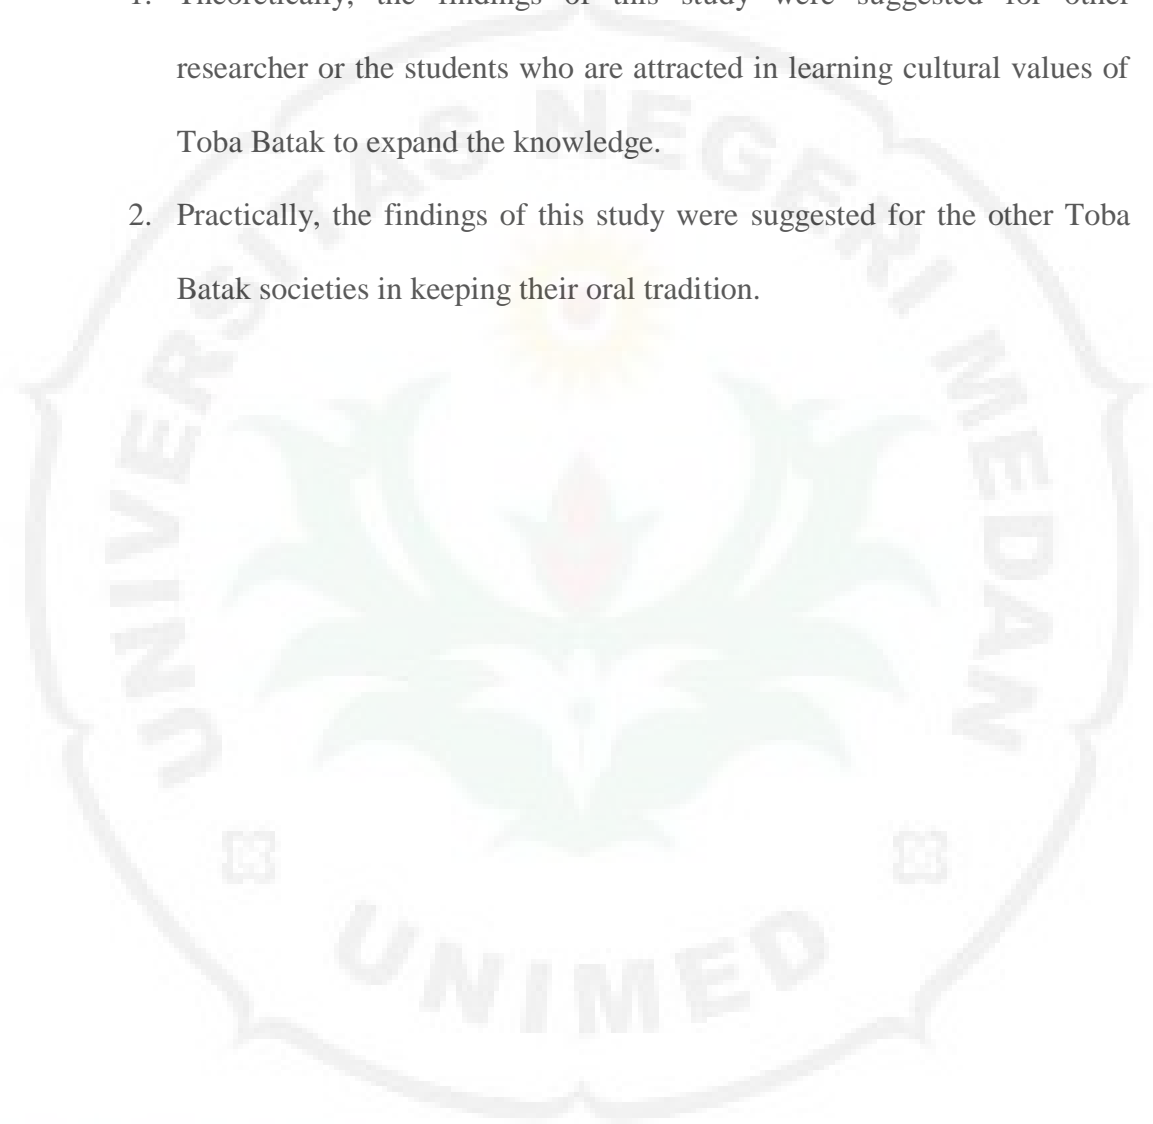 1. Theoretically, the findings of this study were suggested for other
researcher or the students who are attracted in learning cultural values of
Toba Batak to expand the knowledge.
2. Practically, the findings of this study were suggested for the other Toba
Batak societies in keeping their oral tradition.
UNIVERSITAS NEGERI MEDAN
UNIMED